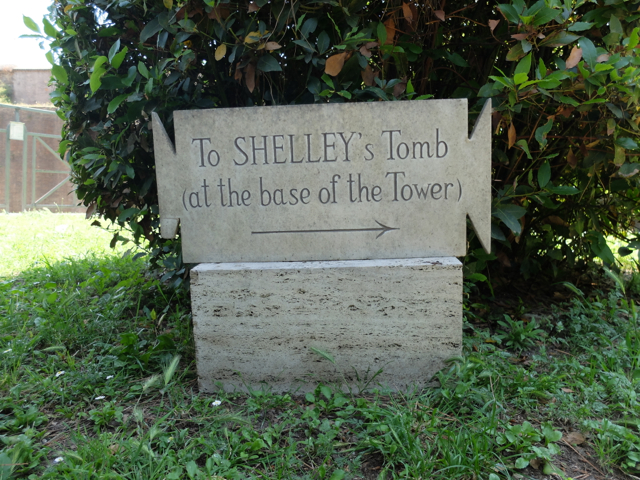 To SHELLEY's Tomb
(at the base of the Tower)